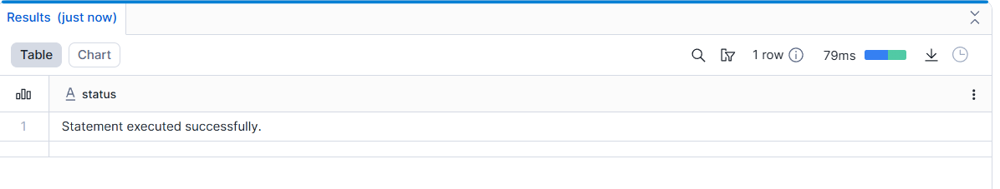 Results (just now)
Table Chart 1 row 79ms
A status
1 Statement executed successfully.